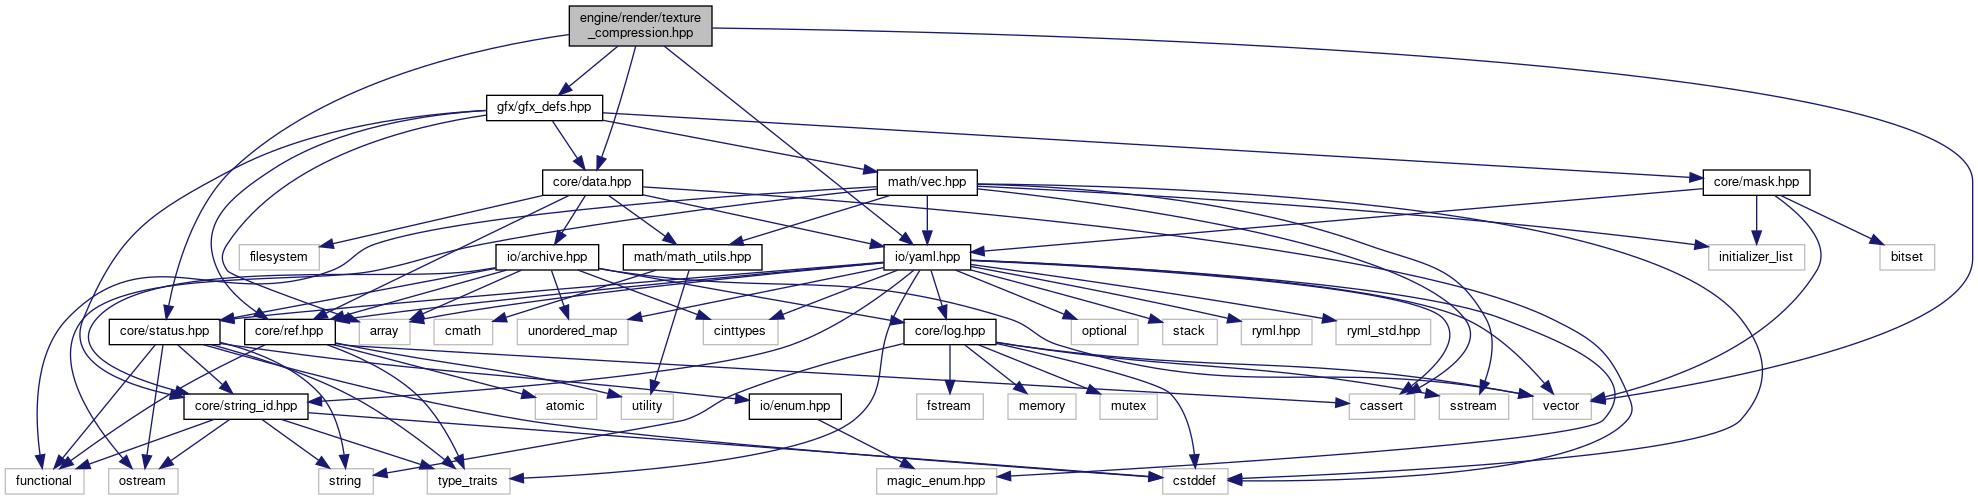 engine/render/texture
_compression.hpp
gfx/gfx_defs.hpp
core/data.hpp
math/vec.hpp
core/mask.hpp
filesystem
io/archive.hpp
math/math_utils.hpp
io/yaml.hpp
initializer_list
bitset
core/status.hpp
core/ref.hpp
array
cmath
unordered_map
cinttypes
core/log.hpp
optional
stack
ryml.hpp
ryml_std.hpp
core/string_id.hpp
atomic
utility
io/enum.hpp
fstream
memory
mutex
cassert
sstream
vector
functional
ostream
string
type_traits
magic_enum.hpp
cstddef